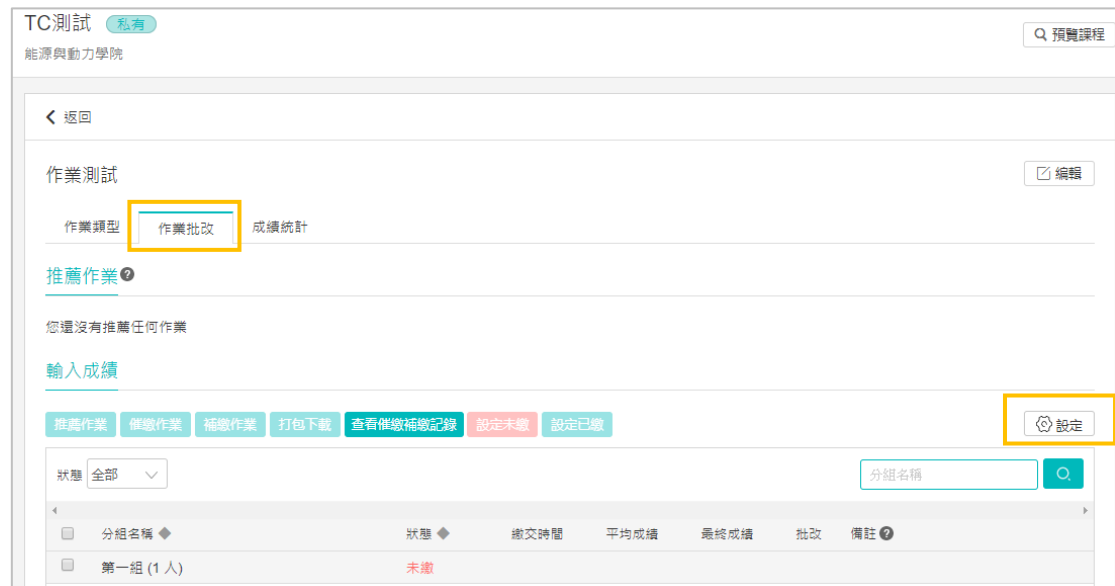 TC測試 私有
預覽課程
能源與動力學院
返回
作業測試
編輯
作業類型 作業批改 成績統計
推薦作業
您還沒有推薦任何作業
輸入成績
推薦作業 催繳作業 補繳作業 打包下載 查看催繳補繳記錄 設定未繳 設定已繳
設定
狀態 全部 分組名稱
分組名稱 狀態 繳交時間 平均成績 最終成績 批改 備註
第一組 (1 人) 未繳